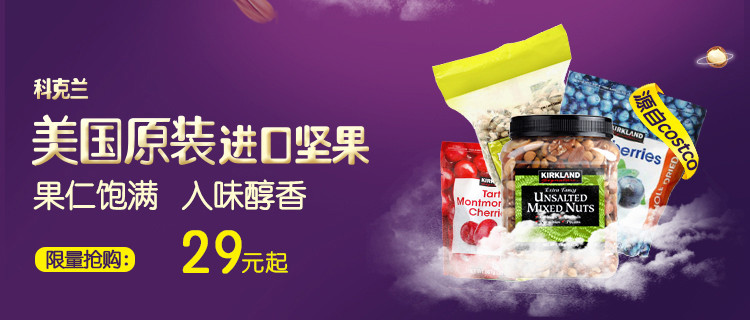 科克兰
美国原装进口坚果
果仁饱满 入味醇香
限量抢购：
29元起
源自costco
KIRKLAND
Tart
Montmorency
Cherries
KIRKLAND
Signature
Extra Fancy
UNSALTED
MIXED NUTS
KIRKLAND